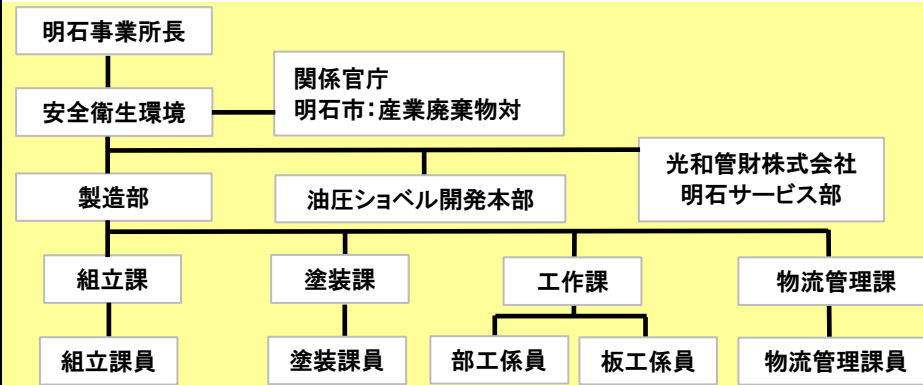 明石事業所長
安全衛生環境
関係官庁
明石市：産業廃棄物対
製造部
油圧ショベル開発本部
光和管財株式会社
明石サービス部
組立課
塗装課
工作課
物流管理課
組立課員
塗装課員
部工係員
板工係員
物流管理課員